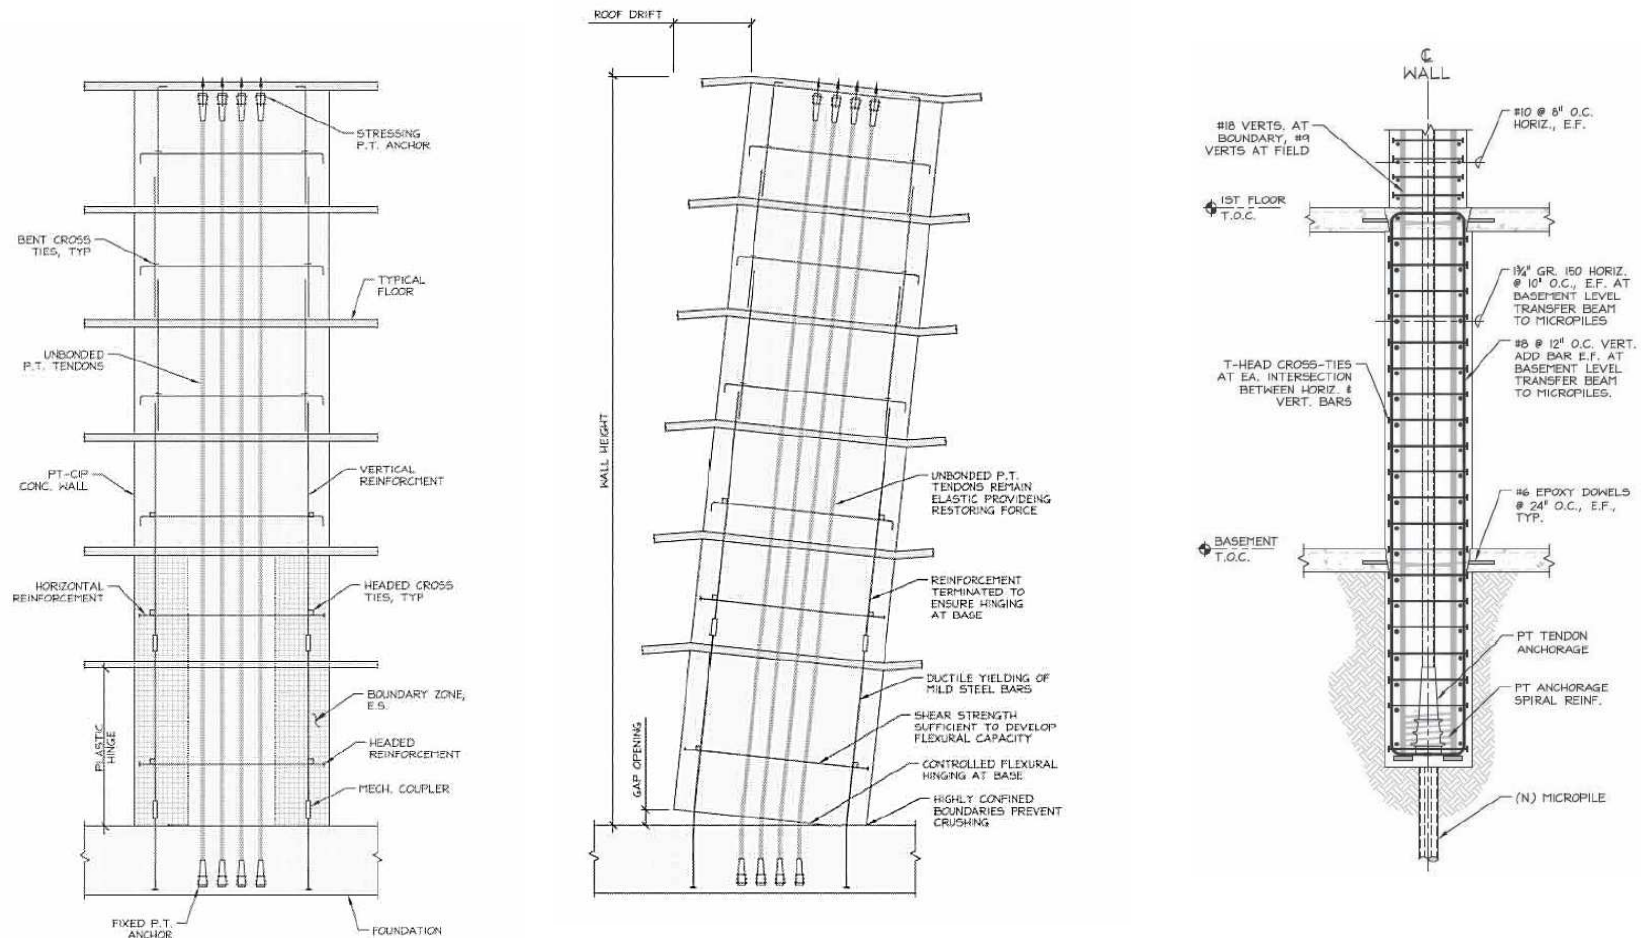 STRESSING
P.T. ANCHOR
BENT CROSS
TIES, TYP
TYPICAL
FLOOR
UNBONDED
P.T. TENDONS
PT-CIP
CONC. WALL
VERTICAL
REINFORCMENT
HORIZONTAL
REINFORCEMENT
HEADED CROSS
TIES, TYP
BOUNDARY ZONE,
E.S.
PLASTIC
HINGE
HEADED
REINFORCEMENT
MECH. COUPLER
FIXED P.T.
ANCHOR
FOUNDATION
ROOF DRIFT
WALL HEIGHT
UNBONDED P.T.
TENDONS REMAIN
ELASTIC PROVIDEING
RESTORING FORCE
REINFORCEMENT
TERMINATED TO
ENSURE HINGING
AT BASE
DUCTILE YIELDING OF
MILD STEEL BARS
SHEAR STRENGTH
SUFFICIENT TO DEVELOP
FLEXURAL CAPACITY
GAP OPENING
CONTROLLED FLEXURAL
HINGING AT BASE
HIGHLY CONFINED
BOUNDARIES PREVENT
CRUSHING
℄
WALL
#10 @ 8" O.C.
HORIZ., E.F.
#18 VERTS. AT
BOUNDARY, #9
VERTS AT FIELD
1ST FLOOR
T.O.C.
1¾" GR. 150 HORIZ.
@ 10" O.C., E.F. AT
BASEMENT LEVEL
TRANSFER BEAM
TO MICROPILES
#8 @ 12" O.C. VERT.
ADD BAR E.F. AT
BASEMENT LEVEL
TRANSFER BEAM
TO MICROPILES.
T-HEAD CROSS-TIES
AT EA. INTERSECTION
BETWEEN HORIZ. &
VERT. BARS
#6 EPOXY DOWELS
@ 24" O.C., E.F.,
TYP.
BASEMENT
T.O.C.
PT TENDON
ANCHORAGE
PT ANCHORAGE
SPIRAL REINF.
(N) MICROPILE